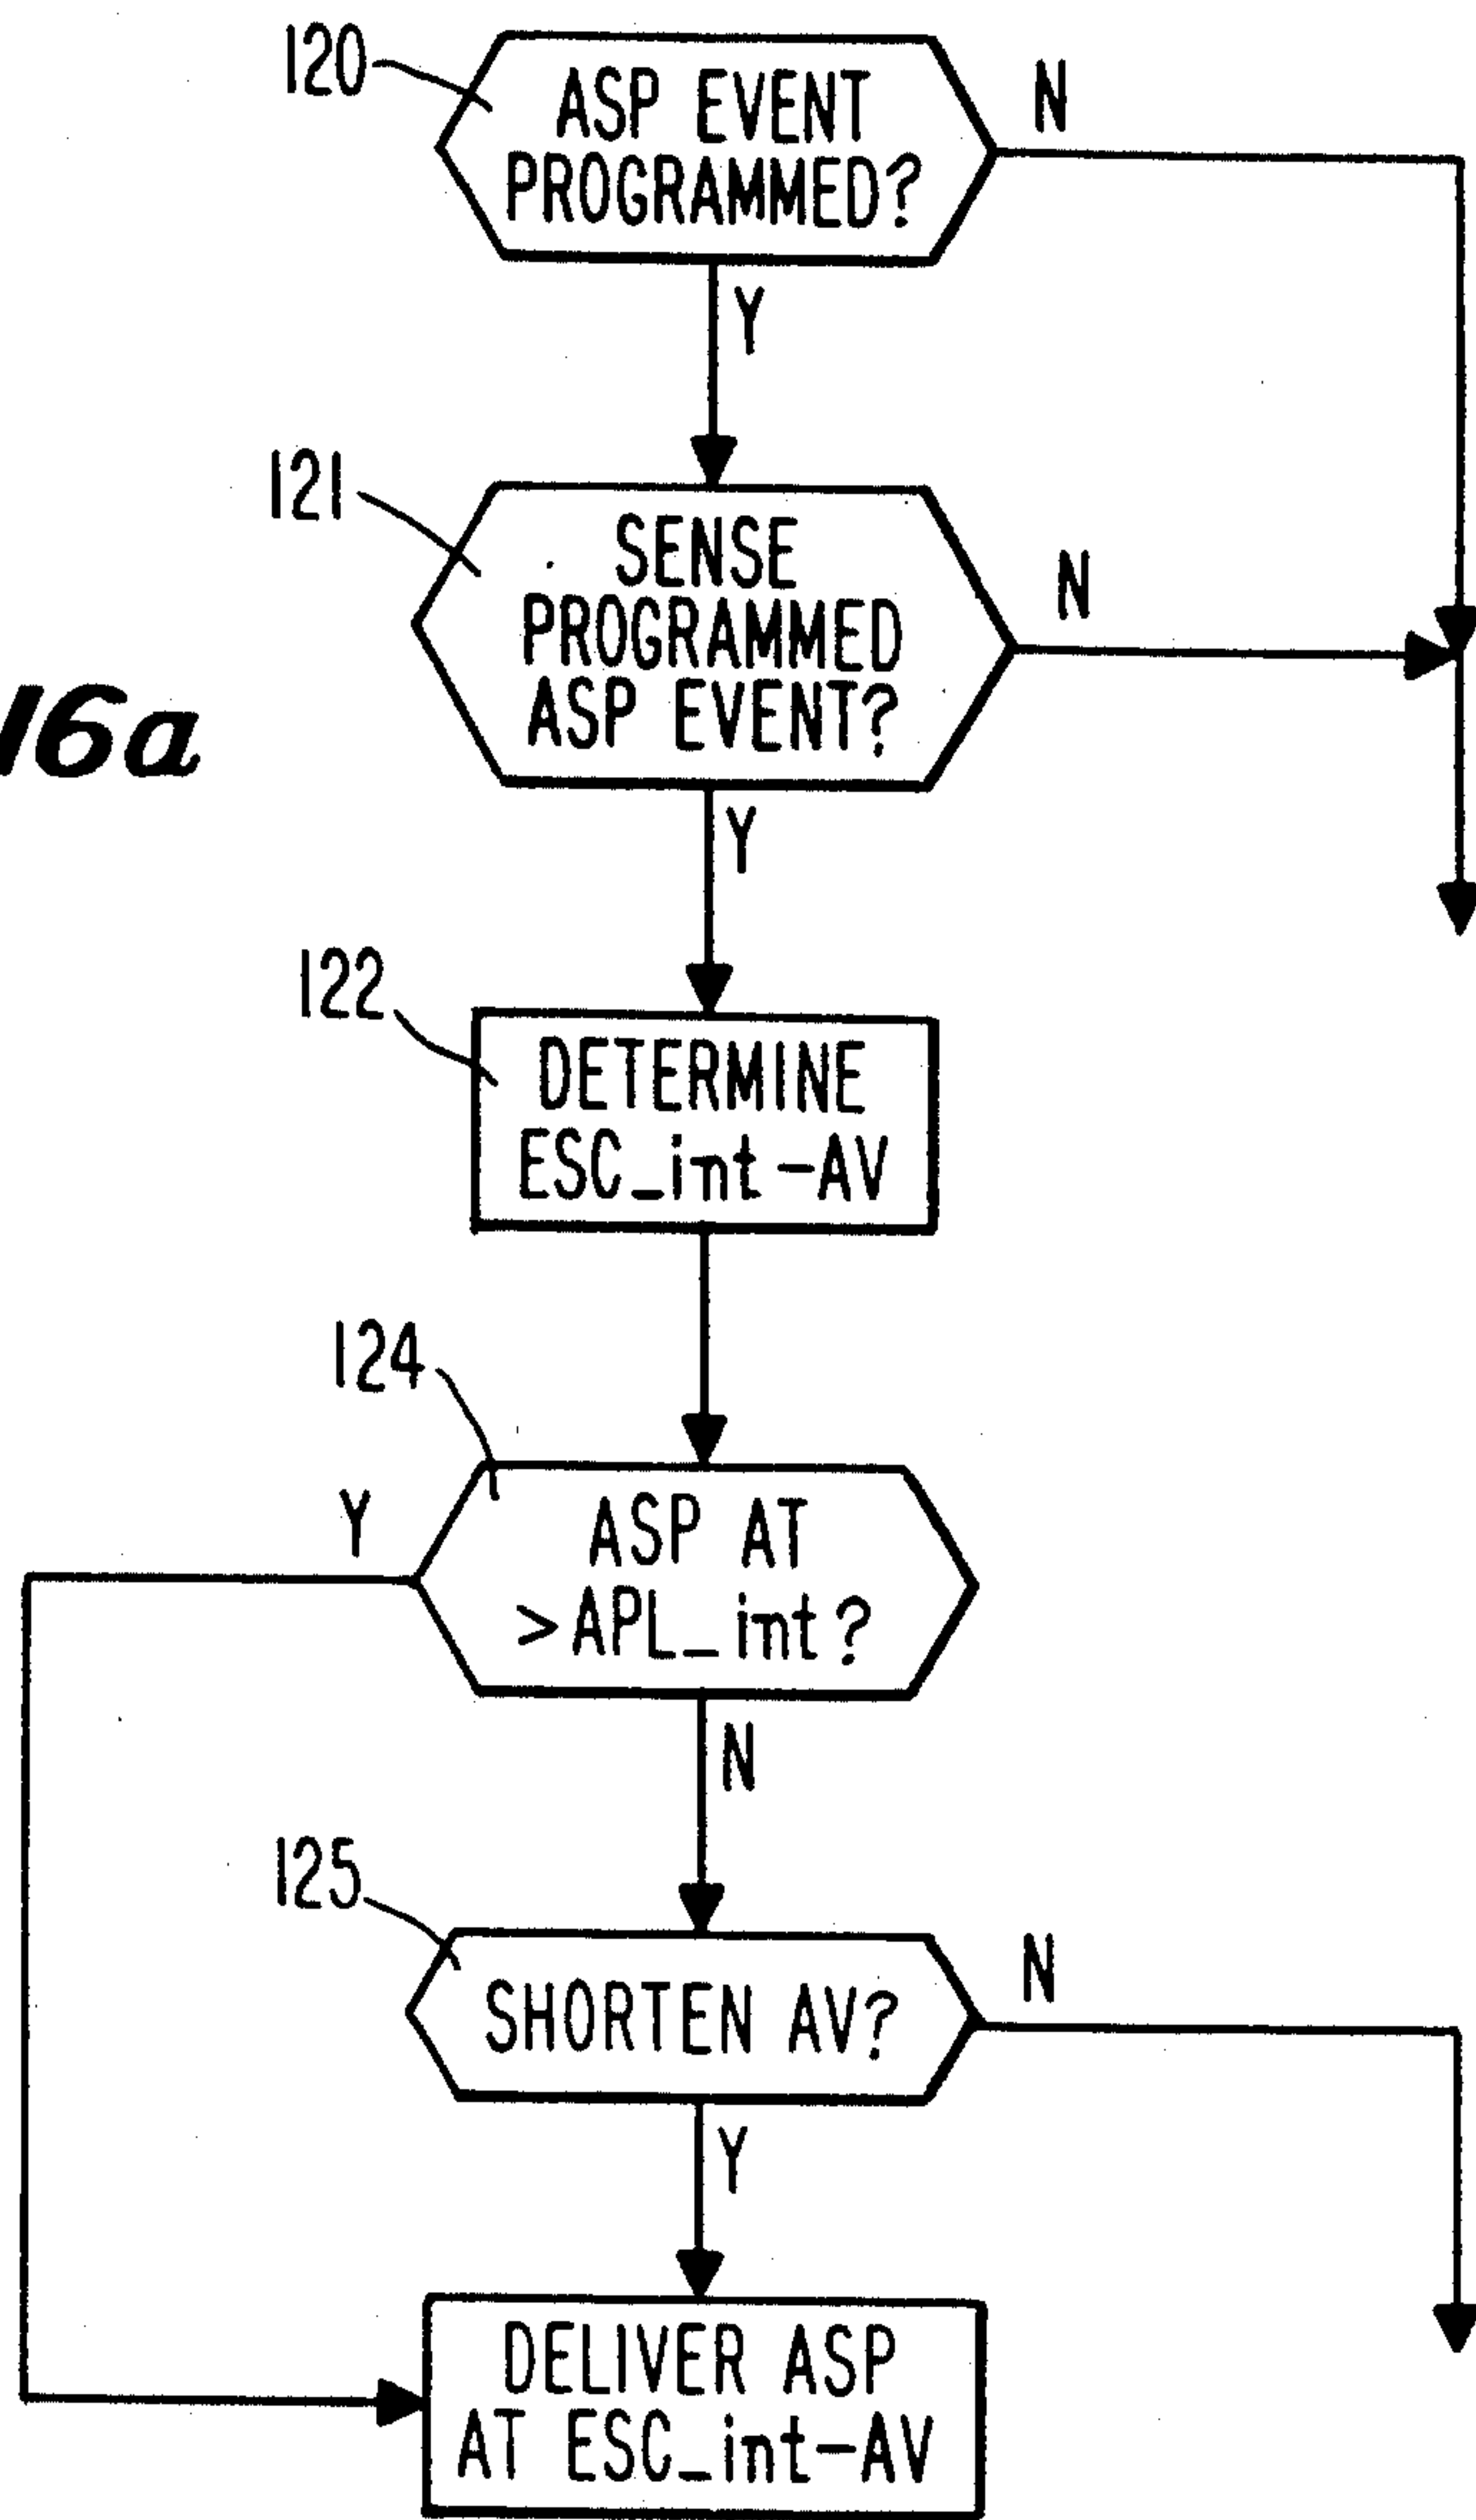 120
ASP EVENT
PROGRAMMED?
N
Y
121
SENSE
PROGRAMMED
ASP EVENT?
N
16a
Y
122
DETERMINE
ESC_int-AV
124
Y
ASP AT
>APL_int?
N
125
SHORTEN AV?
N
Y
DELIVER ASP
AT ESC_int-AV